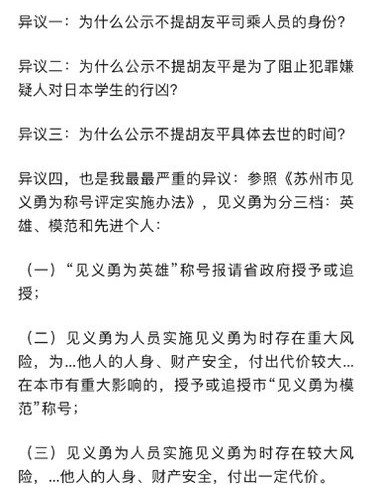 异议一：为什么公示不提胡友平司乘人员的身份？
异议二：为什么公示不提胡友平是为了阻止犯罪嫌
疑人对日本学生的行凶？
异议三：为什么公示不提胡友平具体去世的时间？
异议四，也是我最最严重的异议：参照《苏州市见
义勇为称号评定实施办法》，见义勇为分三档：英
雄、模范和先进个人：
（一）“见义勇为英雄”称号报请省政府授予或追
授；
（二）见义勇为人员实施见义勇为时存在重大风
险，为...他人的人身、财产安全，付出代价较大...
在本市有重大影响的，授予或追授市“见义勇为模
范”称号；
（三）见义勇为人员实施见义勇为时存在较大风
险，...他人的人身、财产安全，付出一定代价。